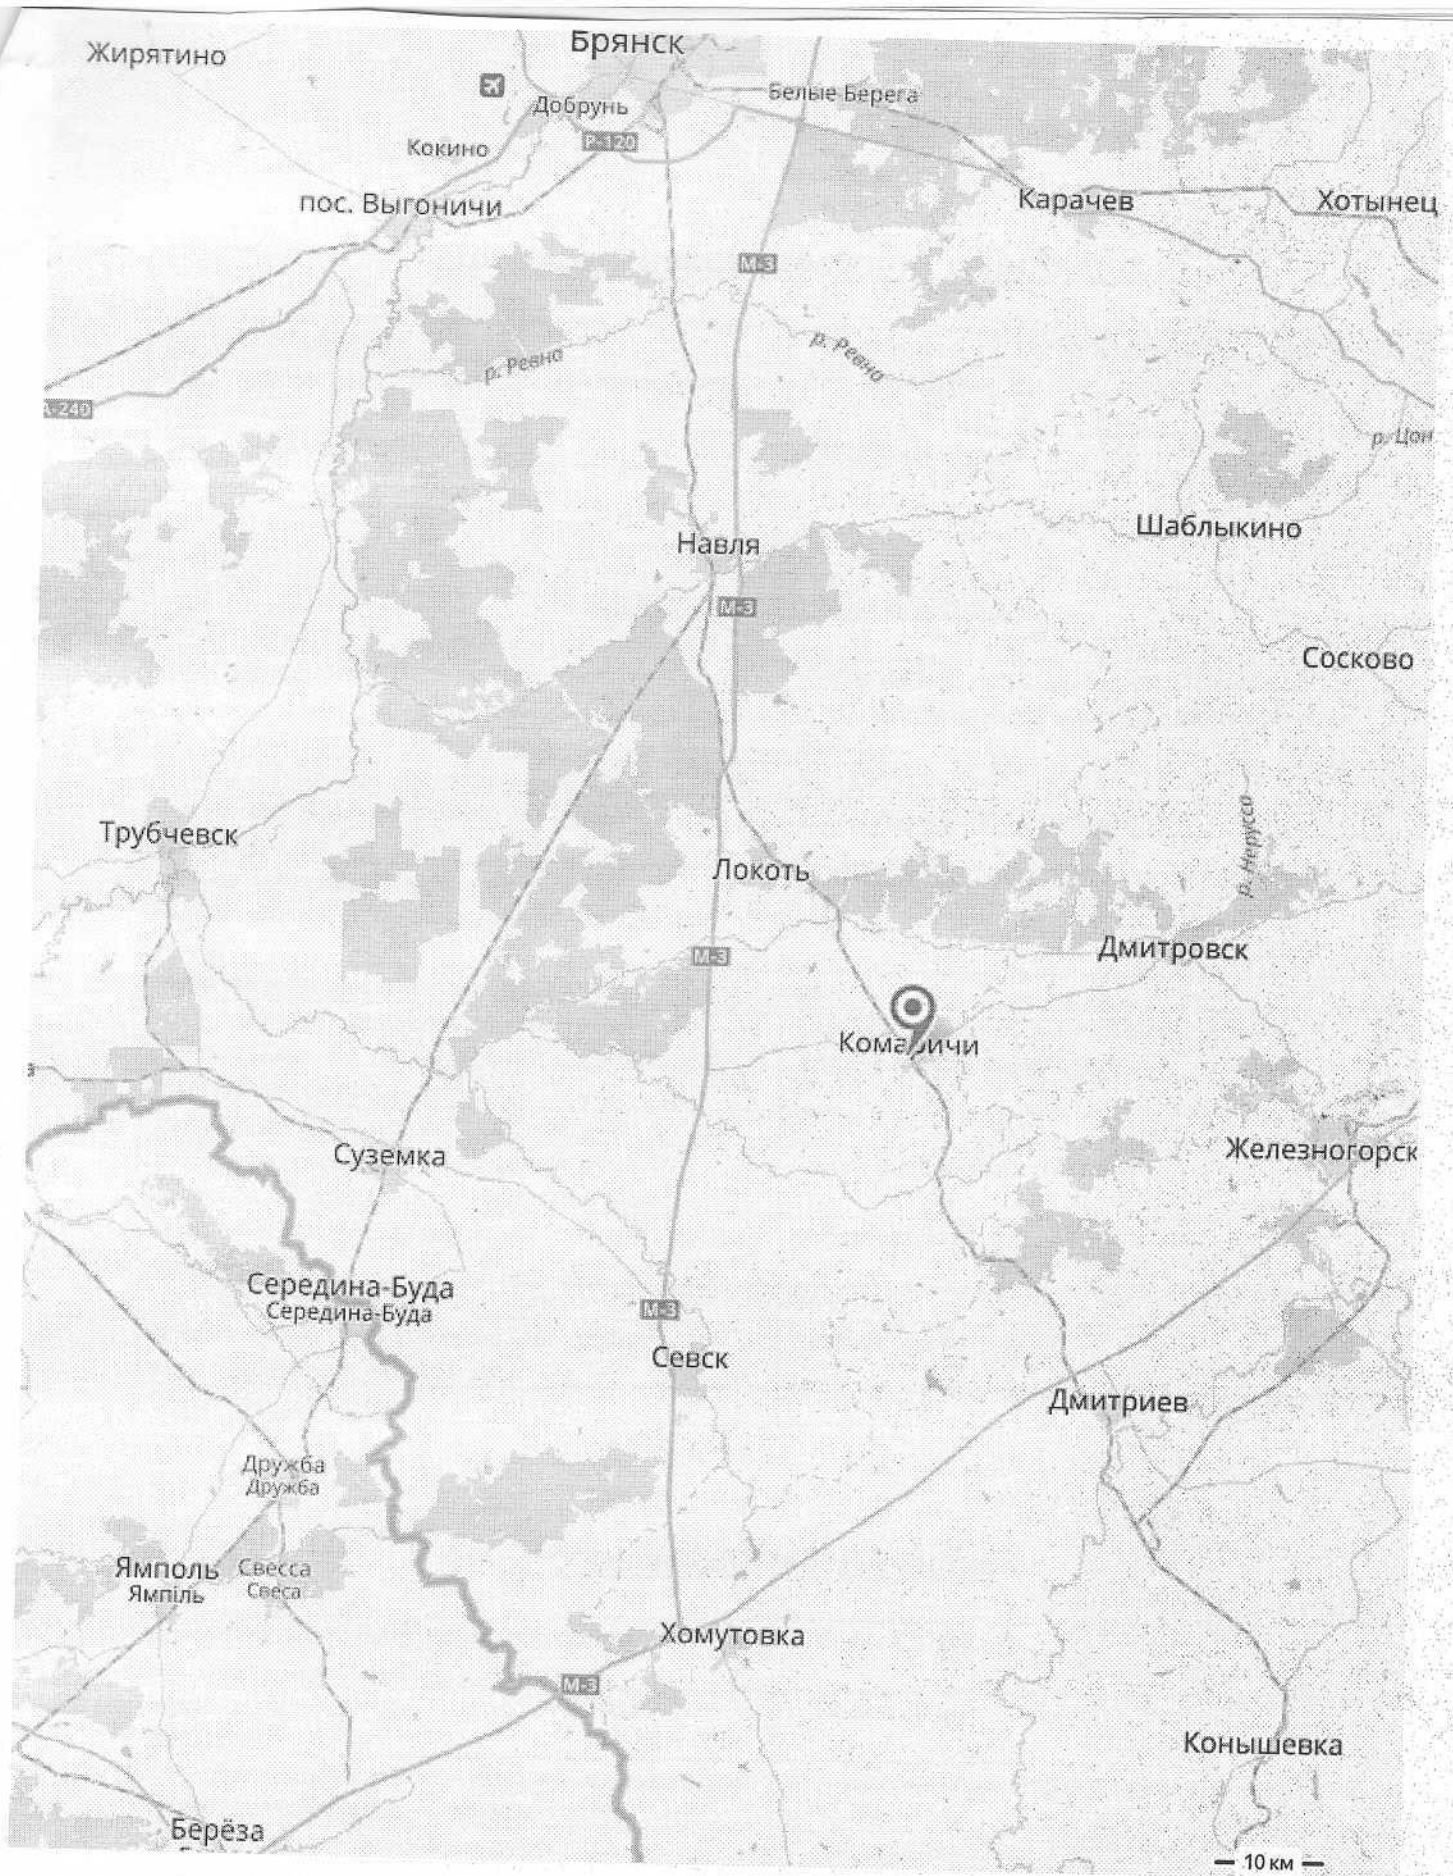 Брянск
Жирятино
Белые Берега
Добрунь
Р-120
Кокино
Карачев
Хотынец
пос. Выгоничи
М-3
р. Ревна
р. Ревна
А-240
р. Цон
Шаблыкино
Навля
М-3
Сосково
Трубчевск
р. Нерусса
Локоть
Дмитровск
М-3
Комаричи
Железногорск
Суземка
Середина-Буда
Середина-Буда
М-3
Севск
Дмитриев
Дружба
Дружба
Ямполь
Ямпіль
Свесса
Свеса
Хомутовка
М-3
Конышевка
Берёза
10 км